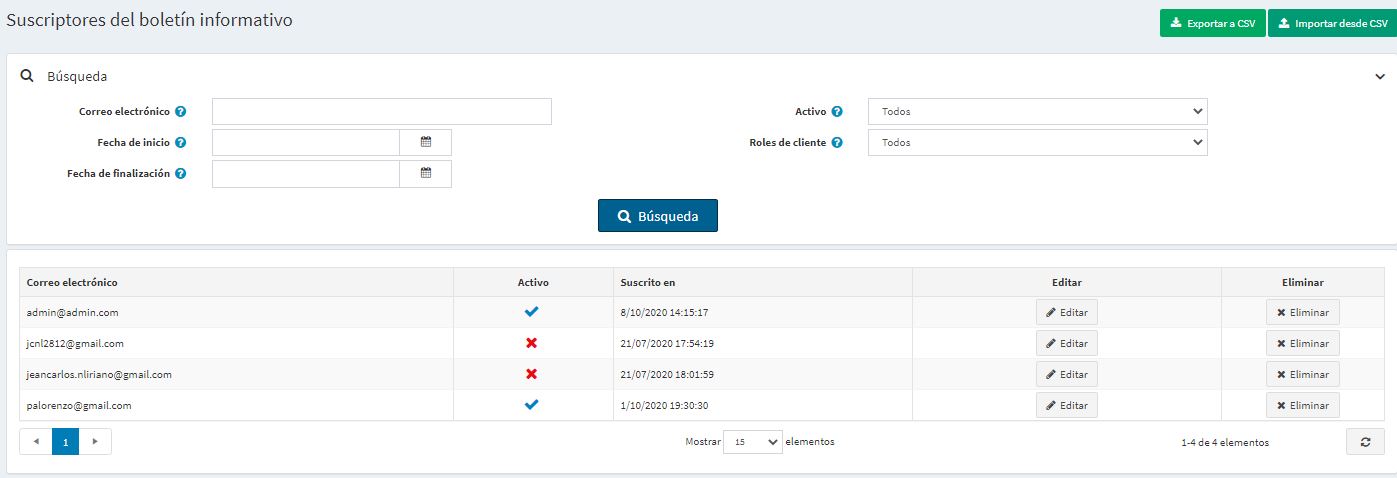 Suscriptores del boletín informativo
Exportar a CSV Importar desde CSV
Búsqueda
Correo electrónico Activo Todos
Fecha de inicio Roles de cliente Todos
Fecha de finalización
Búsqueda
Correo electrónico Activo Suscrito en Editar Eliminar
admin@admin.com 8/10/2020 14:15:17 Editar Eliminar
jcnl2812@gmail.com 21/07/2020 17:54:19 Editar Eliminar
jeancarlos.nliriano@gmail.com 21/07/2020 18:01:59 Editar Eliminar
palorenzo@gmail.com 1/10/2020 19:30:30 Editar Eliminar
1 Mostrar 15 elementos 1-4 de 4 elementos